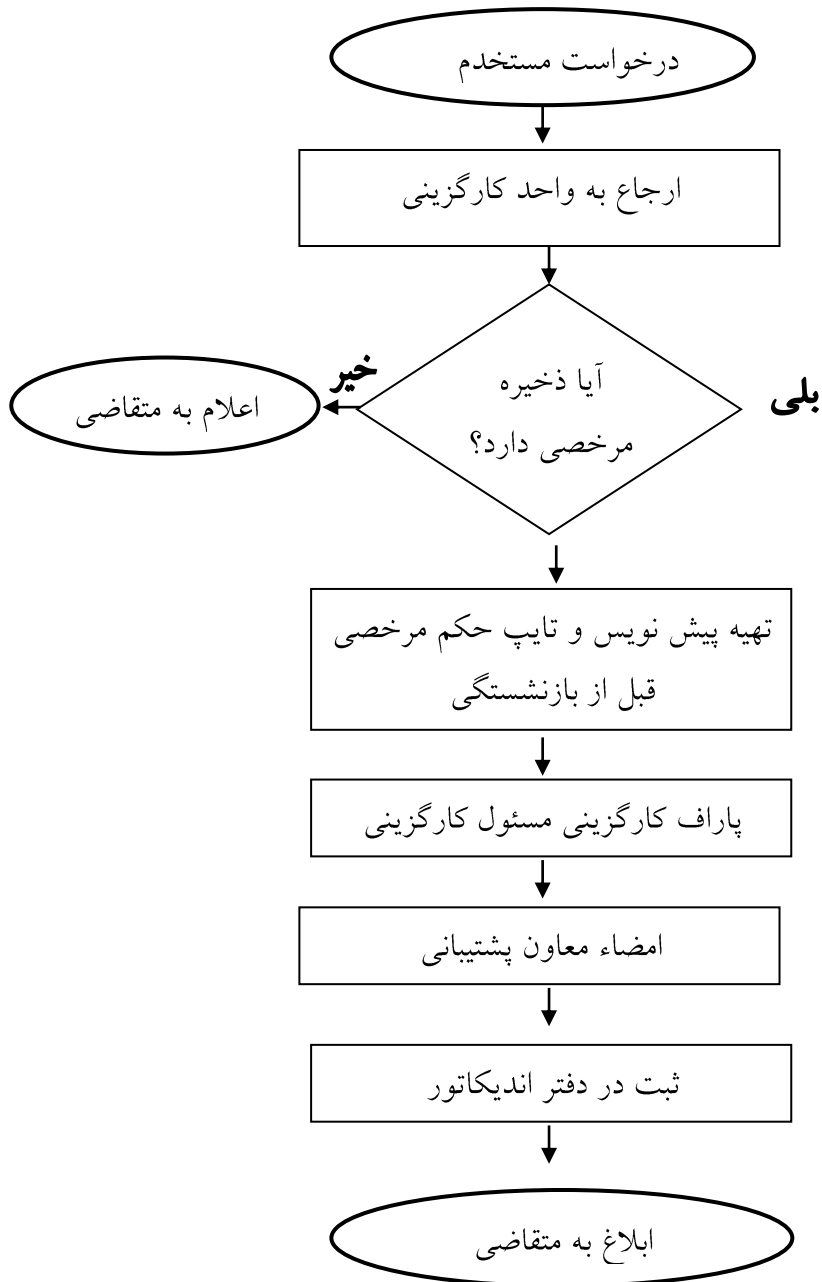 درخواست مستخدم
ارجاع به واحد کارگزینی
آیا ذخیره
مرخصی دارد؟
بلی
خیر
اعلام به متقاضی
تهیه پیش نویس و تایپ حکم مرخصی
قبل از بازنشستگی
پاراف کارگزینی مسئول کارگزینی
امضاء معاون پشتیبانی
ثبت در دفتر اندیکاتور
ابلاغ به متقاضی